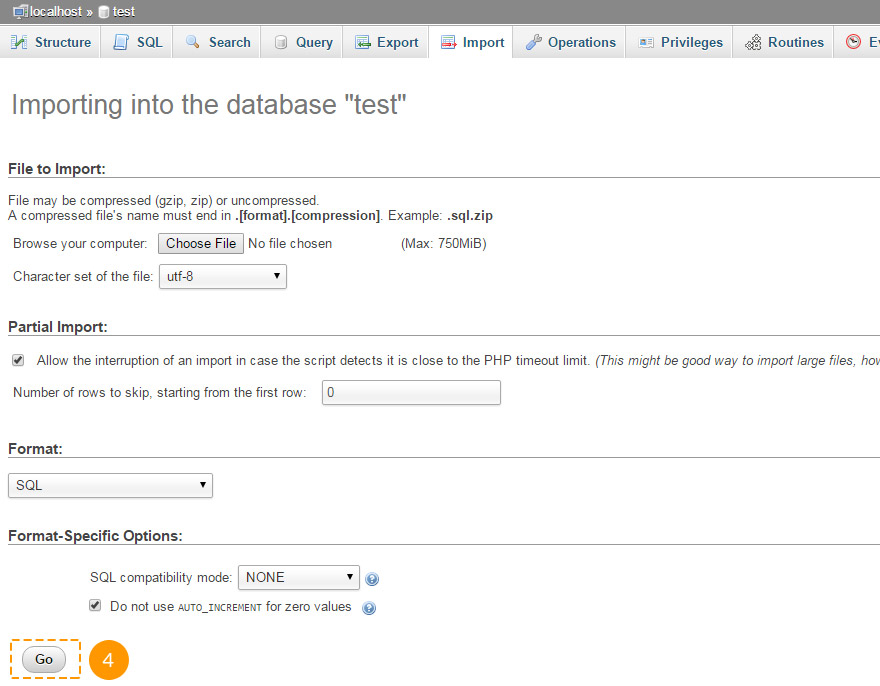 localhost » test
Structure SQL Search Query Export Import Operations Privileges Routines
Importing into the database "test"
File to Import:
File may be compressed (gzip, zip) or uncompressed.
A compressed file's name must end in .[format].[compression]. Example: .sql.zip
Browse your computer: Choose File No file chosen (Max: 750MiB)
Character set of the file: utf-8
Partial Import:
Allow the interruption of an import in case the script detects it is close to the PHP timeout limit. (This might be good way to import large files,
Number of rows to skip, starting from the first row: 0
Format:
SQL
Format-Specific Options:
SQL compatibility mode: NONE
Do not use AUTO_INCREMENT for zero values
Go 4